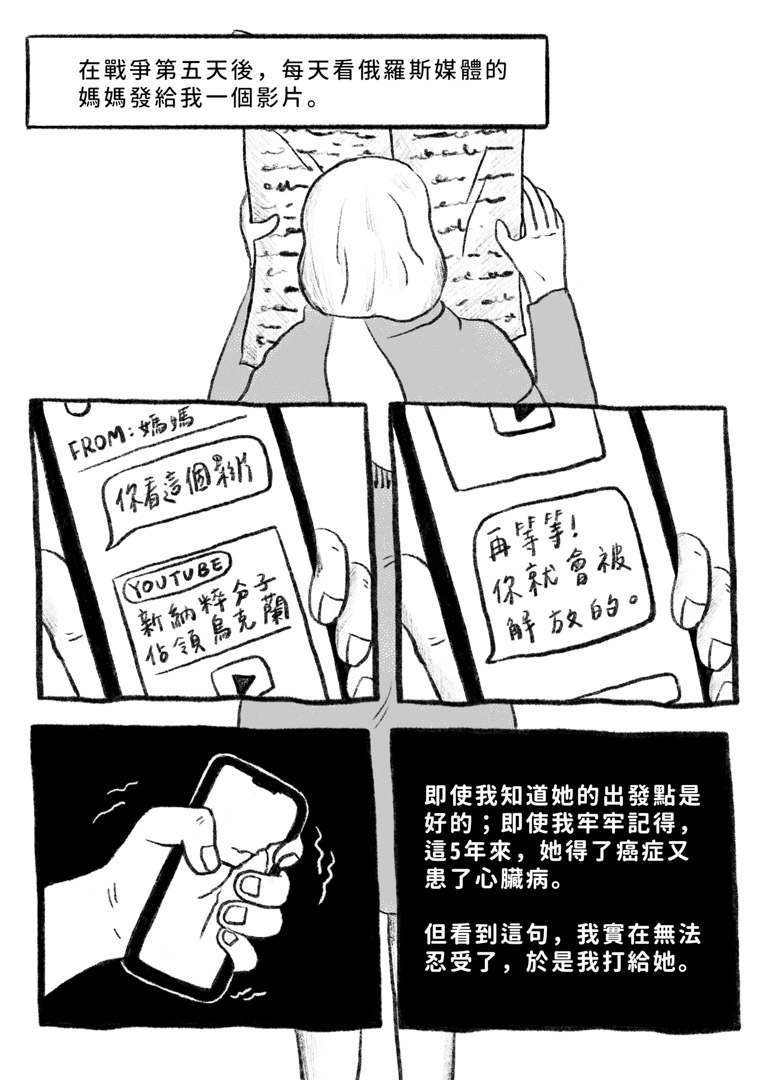 在戰爭第五天後，每天看俄羅斯媒體的
媽媽發給我一個影片。
FROM:媽媽
你看這個影片
YOUTUBE
新納粹分子
佔領烏克蘭
再等等!
你就會被
解放的。
即使我知道她的出發點是
好的；即使我牢牢記得，
這5年來，她得了癌症又
患了心臟病。
但看到這句，我實在無法
忍受了，於是我打給她。